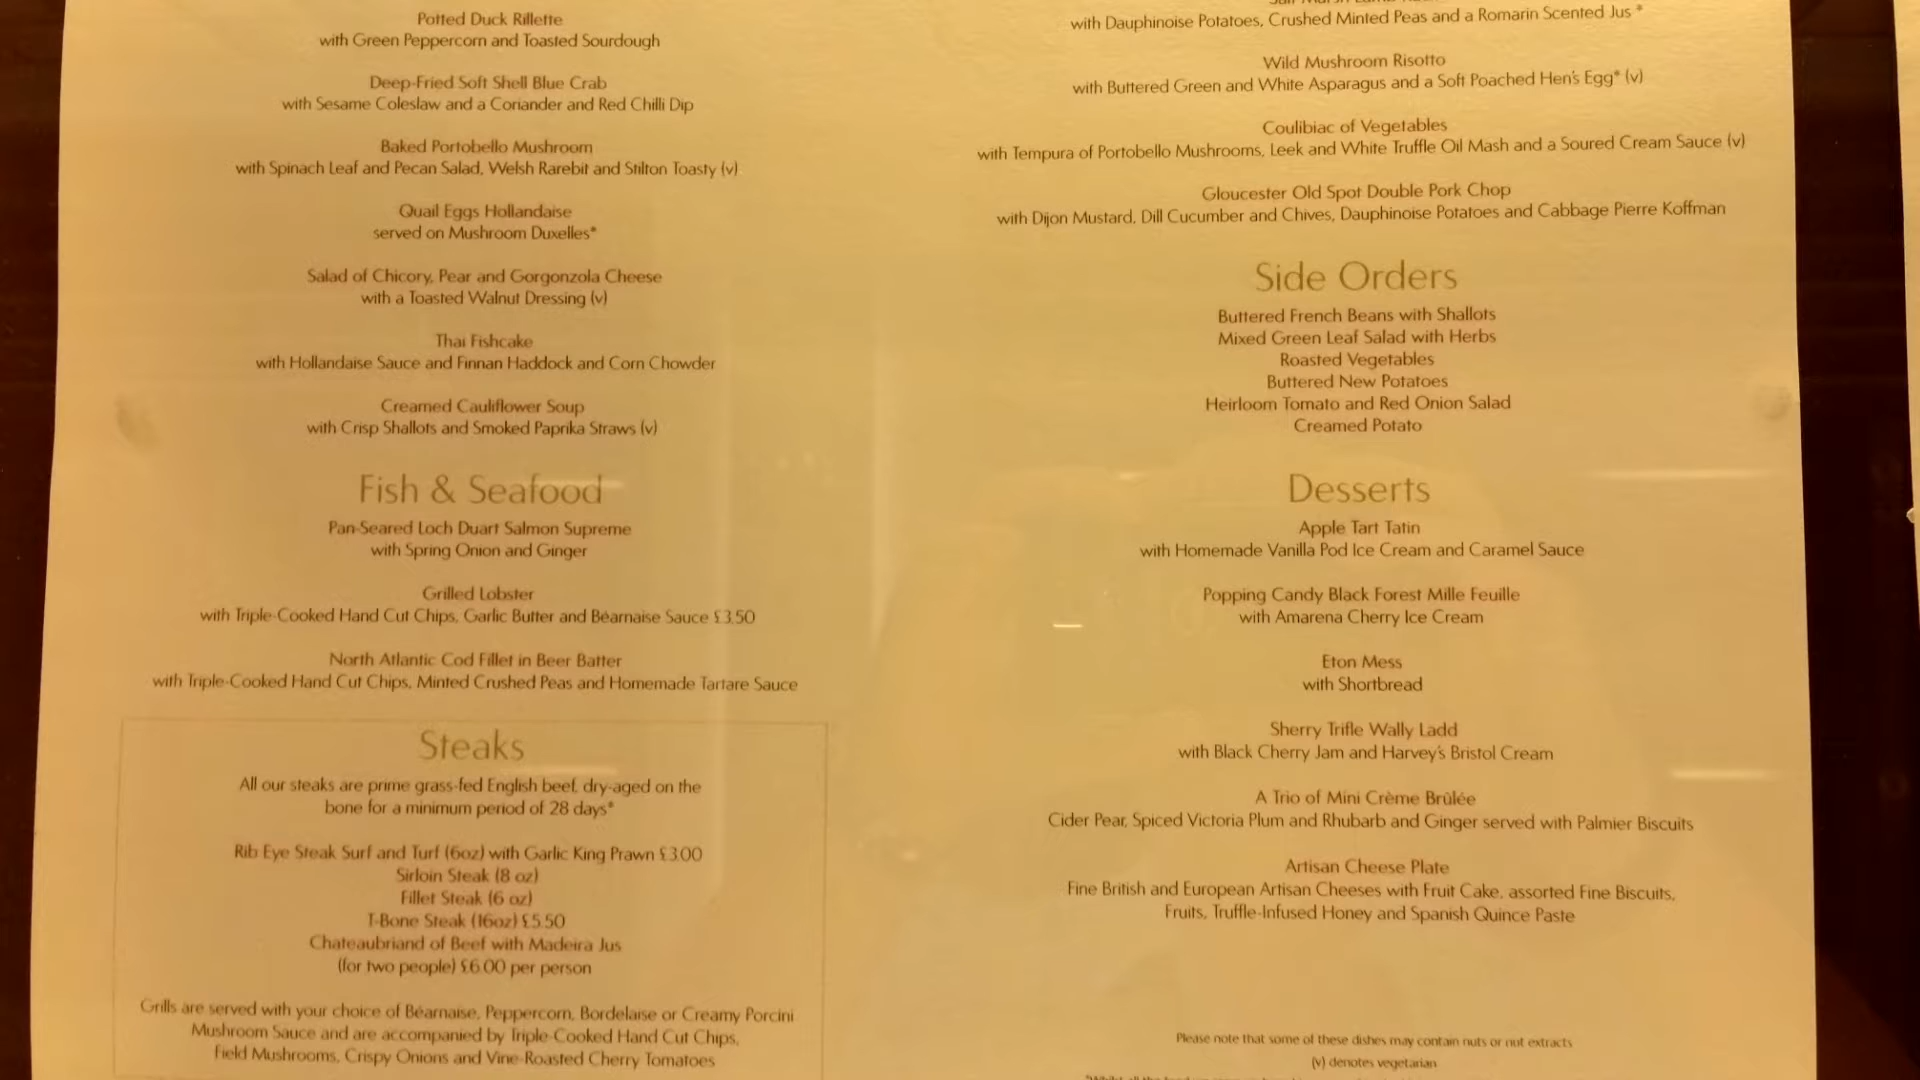 Potted Duck Rillette
with Green Peppercorn and Toasted Sourdough
Deep-Fried Soft Shell Blue Crab
with Sesame Coleslaw and a Coriander and Red Chilli Dip
Baked Portobello Mushroom
with Spinach Leaf and Pecan Salad, Welsh Rarebit and Stilton Toasty (v)
Quail Eggs Hollandaise
served on Mushroom Duxelles*
Salad of Chicory, Pear and Gorgonzola Cheese
with a Toasted Walnut Dressing (v)
Thai Fishcake
with Hollandaise Sauce and Finnan Haddock and Corn Chowder
Creamed Cauliflower Soup
with Crisp Shallots and Smoked Paprika Straws (v)
Fish & Seafood
Pan-Seared Loch Duart Salmon Supreme
with Spring Onion and Ginger
Grilled Lobster
with Triple-Cooked Hand Cut Chips, Garlic Butter and Béarnaise Sauce £3.50
North Atlantic Cod Fillet in Beer Batter
with Triple-Cooked Hand Cut Chips, Minted Crushed Peas and Homemade Tartare Sauce
Steaks
All our steaks are prime grass-fed English beef, dry-aged on the
bone for a minimum period of 28 days*
Rib Eye Steak Surf and Turf (6oz) with Garlic King Prawn £3.00
Sirloin Steak (8 oz)
Fillet Steak (6 oz)
T-Bone Steak (16oz) £5.50
Chateaubriand of Beef with Madeira Jus
(for two people) £6.00 per person
Grills are served with your choice of Béarnaise, Peppercorn, Bordelaise or Creamy Porcini
Mushroom Sauce and are accompanied by Triple-Cooked Hand Cut Chips,
Field Mushrooms, Crispy Onions and Vine-Roasted Cherry Tomatoes
with Dauphinoise Potatoes, Crushed Minted Peas and a Romarin Scented Jus *
Wild Mushroom Risotto
with Buttered Green and White Asparagus and a Soft Poached Hen's Egg* (v)
Coulibiac of Vegetables
with Tempura of Portobello Mushrooms, Leek and White Truffle Oil Mash and a Soured Cream Sauce (v)
Gloucester Old Spot Double Pork Chop
with Dijon Mustard, Dill Cucumber and Chives, Dauphinoise Potatoes and Cabbage Pierre Koffman
Side Orders
Buttered French Beans with Shallots
Mixed Green Leaf Salad with Herbs
Roasted Vegetables
Buttered New Potatoes
Heirloom Tomato and Red Onion Salad
Creamed Potato
Desserts
Apple Tart Tatin
with Homemade Vanilla Pod Ice Cream and Caramel Sauce
Popping Candy Black Forest Mille Feuille
with Amarena Cherry Ice Cream
Eton Mess
with Shortbread
Sherry Trifle Wally Ladd
with Black Cherry Jam and Harvey's Bristol Cream
A Trio of Mini Crème Brûlée
Cider Pear, Spiced Victoria Plum and Rhubarb and Ginger served with Palmier Biscuits
Artisan Cheese Plate
Fine British and European Artisan Cheeses with Fruit Cake, assorted Fine Biscuits,
Fruits, Truffle-Infused Honey and Spanish Quince Paste
Please note that some of these dishes may contain nuts or nut extracts
(v) denotes vegetarian